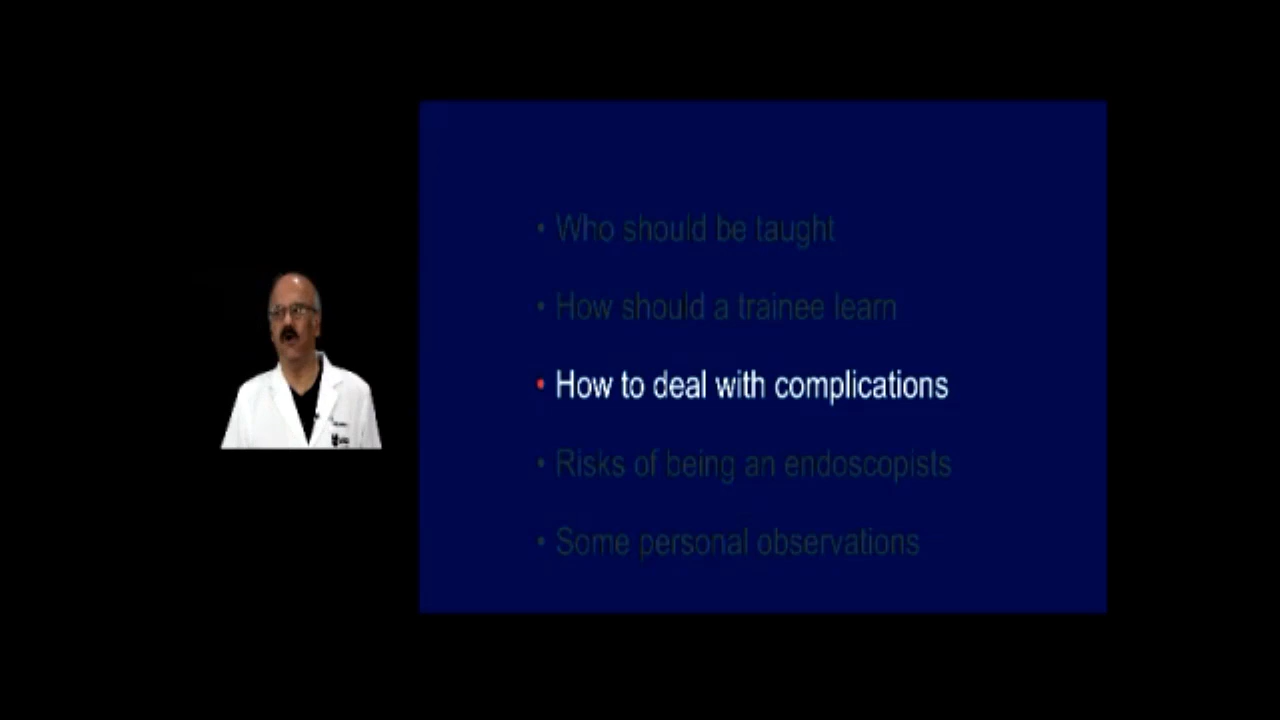 • Who should be taught
• How should a trainee learn
• How to deal with complications
• Risks of being an endoscopists
• Some personal observations